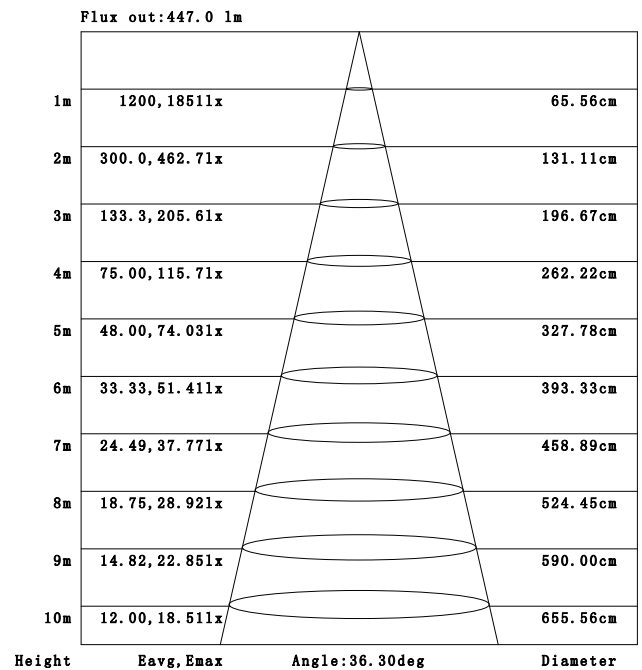 Flux out:447.0 lm
1m 1200,1851lx 65.56cm
2m 300.0,462.7lx 131.11cm
3m 133.3,205.6lx 196.67cm
4m 75.00,115.7lx 262.22cm
5m 48.00,74.03lx 327.78cm
6m 33.33,51.41lx 393.33cm
7m 24.49,37.77lx 458.89cm
8m 18.75,28.92lx 524.45cm
9m 14.82,22.85lx 590.00cm
10m 12.00,18.51lx 655.56cm
Height Eavg,Emax Angle:36.30deg Diameter